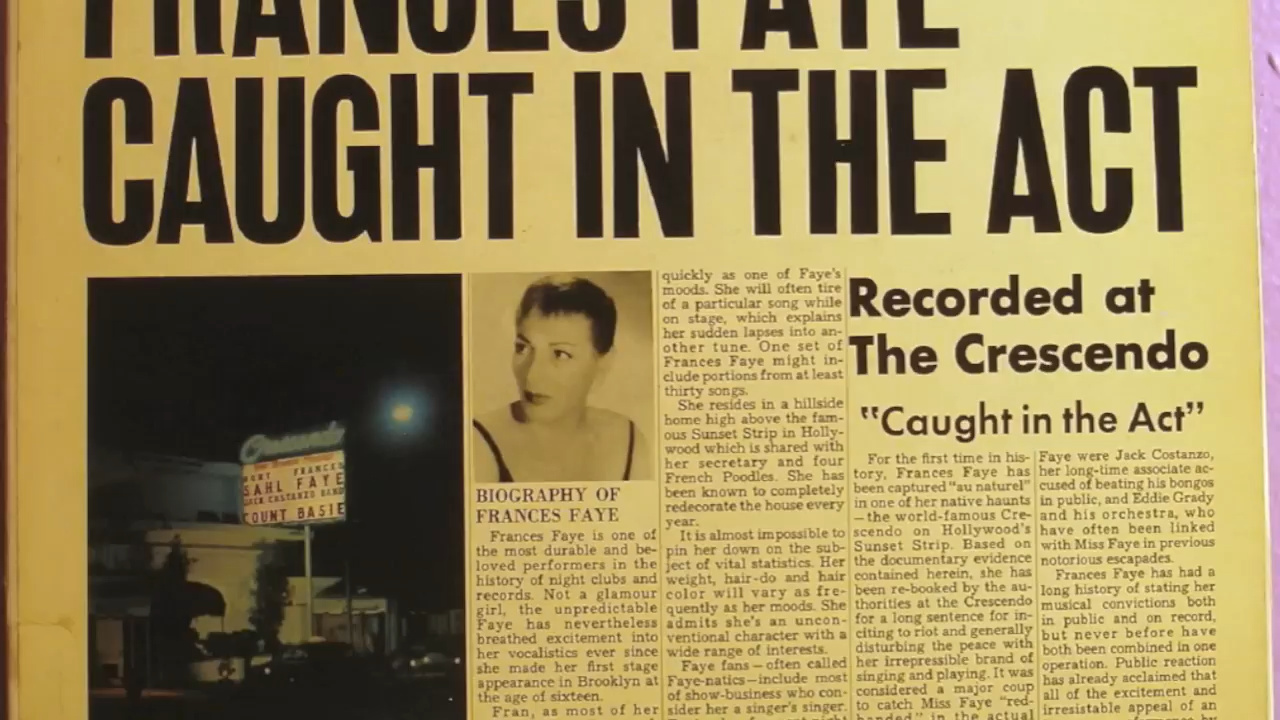 FRANCES FAYE
CAUGHT IN THE ACT
Crescendo
MORT FRANCES
SAHL FAYE
JACK COSTANZO BAND
COUNT BASIE
BIOGRAPHY OF
FRANCES FAYE
Frances Faye is one of
the most durable and be-
loved performers in the
history of night clubs and
records. Not a glamour
girl, the unpredictable
Faye has nevertheless
breathed excitement into
her vocalistics ever since
she made her first stage
appearance in Brooklyn at
the age of sixteen.
Fran, as most of her
quickly as one of Faye's
moods. She will often tire
of a particular song while
on stage, which explains
her sudden lapses into an-
other tune. One set of
Frances Faye might in-
clude portions from at least
thirty songs.
She resides in a hillside
home high above the fam-
ous Sunset Strip in Holly-
wood which is shared with
her secretary and four
French Poodles. She has
been known to completely
redecorate the house every
year.
It is almost impossible to
pin her down on the sub-
ject of vital statistics. Her
weight, hair-do and hair
color will vary as fre-
quently as her moods. She
admits she's an uncon-
ventional character with a
wide range of interests.
Faye fans—often called
Faye-natics—include most
of show-business who con-
sider her a singer's singer.
Recorded at
The Crescendo
"Caught in the Act"
For the first time in his-
tory, Frances Faye has
been captured "au naturel"
in one of her native haunts
—the world-famous Cre-
scendo on Hollywood's
Sunset Strip. Based on
the documentary evidence
contained herein, she has
been re-booked by the au-
thorities at the Crescendo
for a long sentence for in-
citing to riot and generally
disturbing the peace with
her irrepressible brand of
singing and playing. It was
considered a major coup
to catch Miss Faye "red-
handed" in the actual
Faye were Jack Costanzo,
her long-time associate ac-
cused of beating his bongos
in public, and Eddie Grady
and his orchestra, who
have often been linked
with Miss Faye in previous
notorious escapades.
Frances Faye has had a
long history of stating her
musical convictions both
in public and on record,
but never before have
both been combined in one
operation. Public reaction
has already acclaimed that
all of the excitement and
irresistable appeal of an